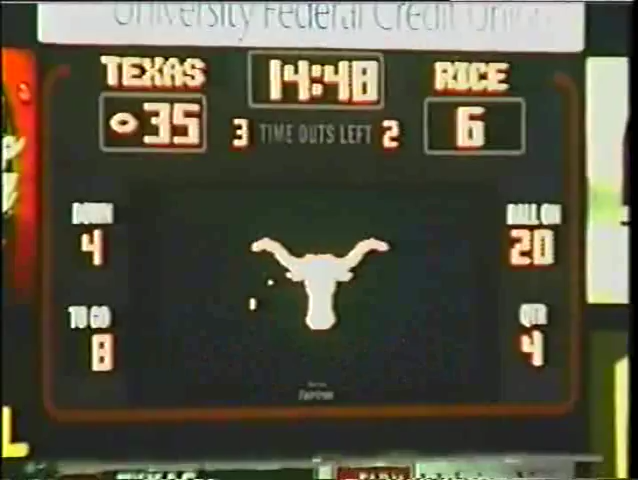 University Federal Credit Union
TEXAS 14:40 RICE
35 3 TIME OUTS LEFT 2 6
DOWN BALL ON
4 20
TO GO QTR
8 4